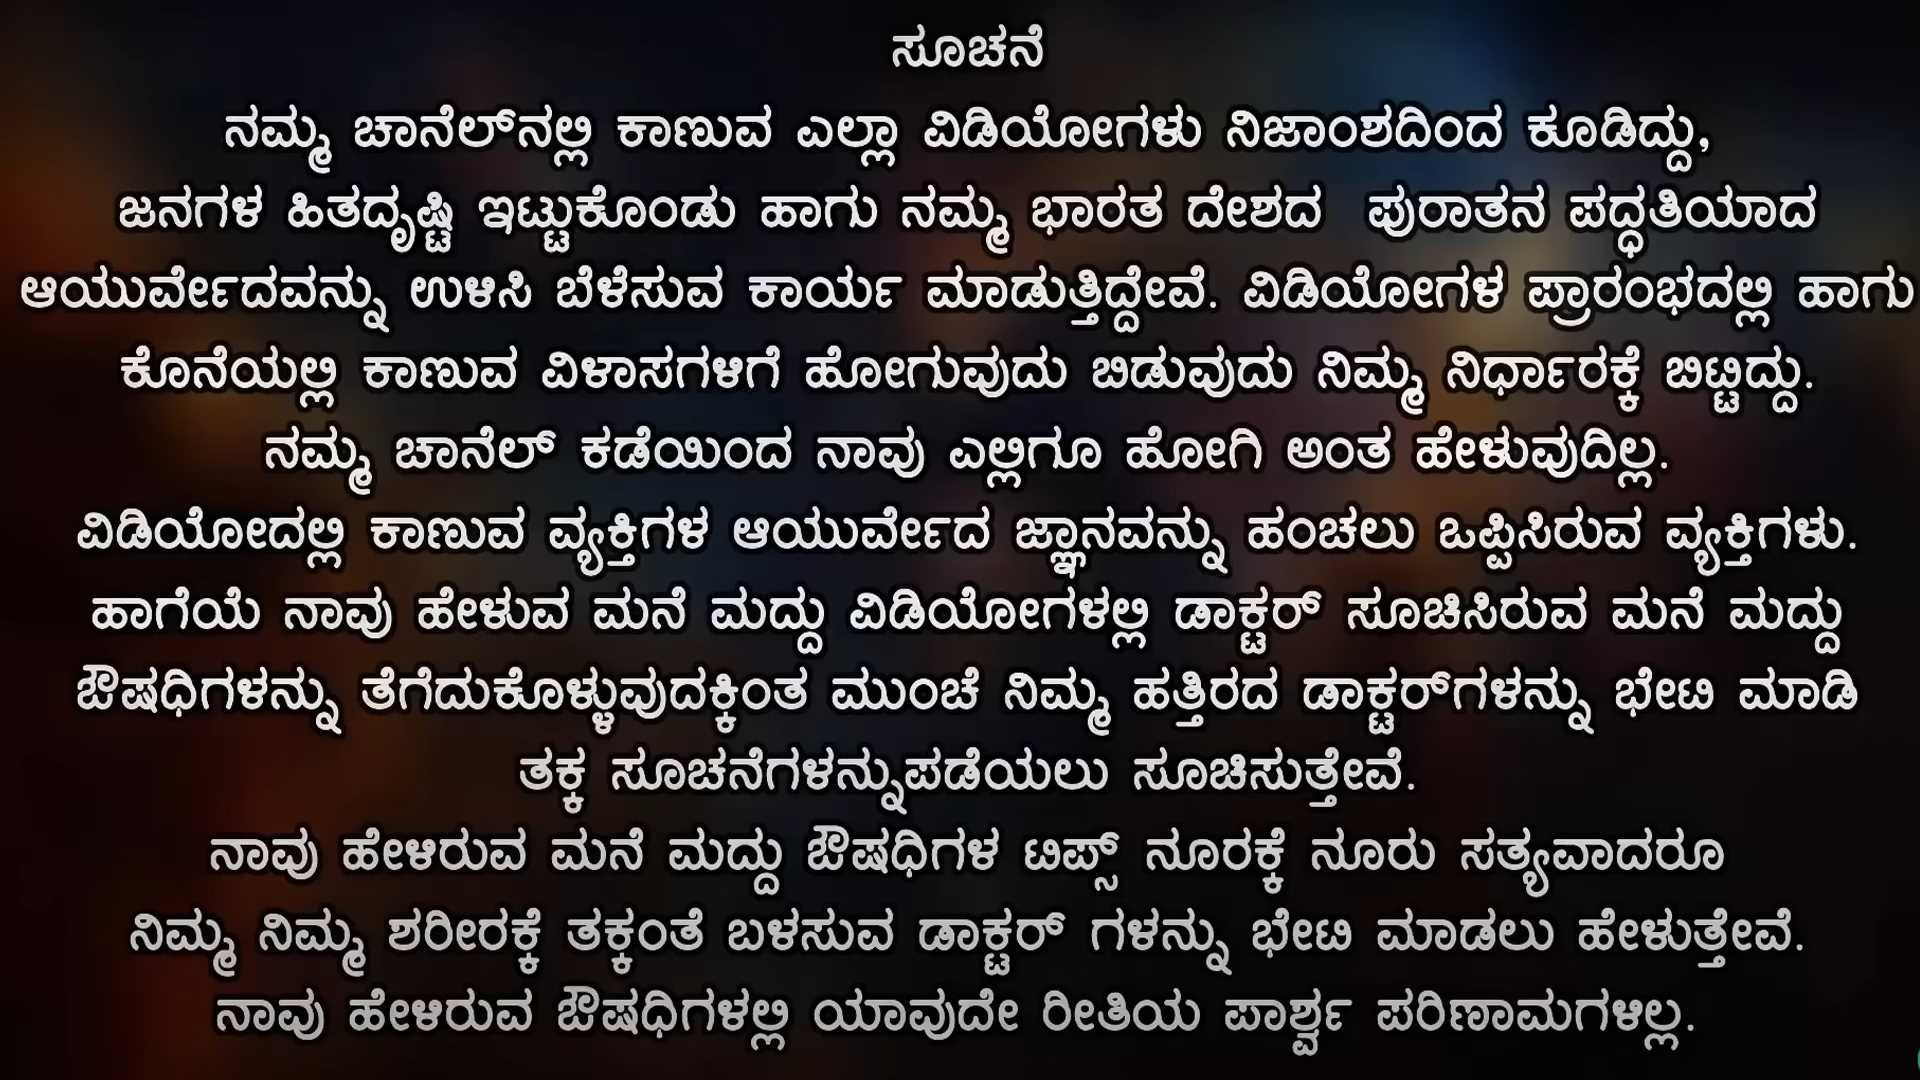 ಸೂಚನೆ
ನಮ್ಮ ಚಾನೆಲ್‌ನಲ್ಲಿ ಕಾಣುವ ಎಲ್ಲಾ ವಿಡಿಯೋಗಳು ನಿಜಾಂಶದಿಂದ ಕೂಡಿದ್ದು,
ಜನಗಳ ಹಿತದೃಷ್ಟಿ ಇಟ್ಟುಕೊಂಡು ಹಾಗು ನಮ್ಮ ಭಾರತ ದೇಶದ ಪುರಾತನ ಪದ್ಧತಿಯಾದ
ಆಯುರ್ವೇದವನ್ನು ಉಳಿಸಿ ಬೆಳೆಸುವ ಕಾರ್ಯ ಮಾಡುತ್ತಿದ್ದೇವೆ. ವಿಡಿಯೋಗಳ ಪ್ರಾರಂಭದಲ್ಲಿ ಹಾಗು
ಕೊನೆಯಲ್ಲಿ ಕಾಣುವ ವಿಳಾಸಗಳಿಗೆ ಹೋಗುವುದು ಬಿಡುವುದು ನಿಮ್ಮ ನಿರ್ಧಾರಕ್ಕೆ ಬಿಟ್ಟಿದ್ದು.
ನಮ್ಮ ಚಾನೆಲ್ ಕಡೆಯಿಂದ ನಾವು ಎಲ್ಲಿಗೂ ಹೋಗಿ ಅಂತ ಹೇಳುವುದಿಲ್ಲ.
ವಿಡಿಯೋದಲ್ಲಿ ಕಾಣುವ ವ್ಯಕ್ತಿಗಳ ಆಯುರ್ವೇದ ಜ್ಞಾನವನ್ನು ಹಂಚಲು ಒಪ್ಪಿಸಿರುವ ವ್ಯಕ್ತಿಗಳು.
ಹಾಗೆಯೆ ನಾವು ಹೇಳುವ ಮನೆ ಮದ್ದು ವಿಡಿಯೋಗಳಲ್ಲಿ ಡಾಕ್ಟರ್ ಸೂಚಿಸಿರುವ ಮನೆ ಮದ್ದು
ಔಷಧಿಗಳನ್ನು ತೆಗೆದುಕೊಳ್ಳುವುದಕ್ಕಿಂತ ಮುಂಚೆ ನಿಮ್ಮ ಹತ್ತಿರದ ಡಾಕ್ಟರ್‌ಗಳನ್ನು ಭೇಟಿ ಮಾಡಿ
ತಕ್ಕ ಸೂಚನೆಗಳನ್ನುಪಡೆಯಲು ಸೂಚಿಸುತ್ತೇವೆ.
ನಾವು ಹೇಳಿರುವ ಮನೆ ಮದ್ದು ಔಷಧಿಗಳ ಟಿಪ್ಸ್ ನೂರಕ್ಕೆ ನೂರು ಸತ್ಯವಾದರೂ
ನಿಮ್ಮ ನಿಮ್ಮ ಶರೀರಕ್ಕೆ ತಕ್ಕಂತೆ ಬಳಸುವ ಡಾಕ್ಟರ್ ಗಳನ್ನು ಭೇಟಿ ಮಾಡಲು ಹೇಳುತ್ತೇವೆ.
ನಾವು ಹೇಳಿರುವ ಔಷಧಿಗಳಲ್ಲಿ ಯಾವುದೇ ರೀತಿಯ ಪಾರ್ಶ್ವ ಪರಿಣಾಮಗಳಿಲ್ಲ.